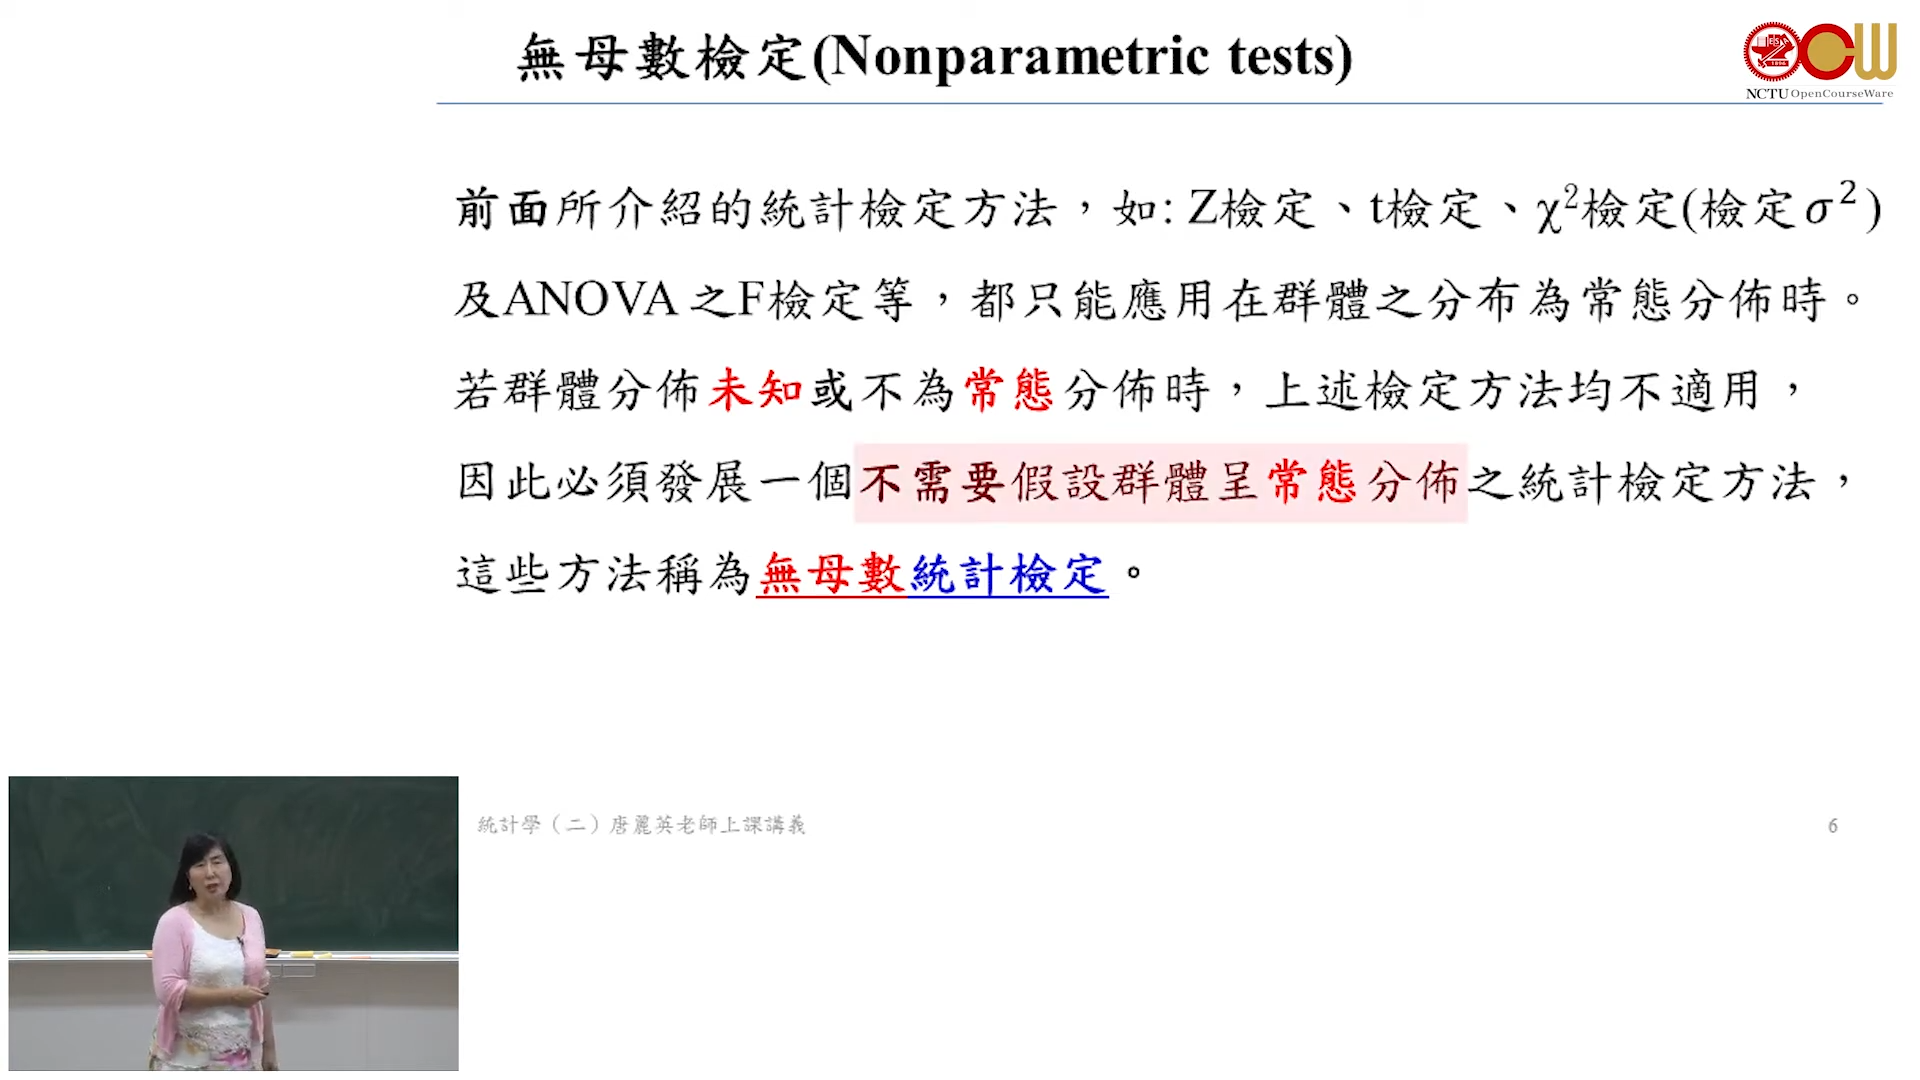 無母數檢定(Nonparametric tests)
NCTU OpenCourseWare
前面所介紹的統計檢定方法，如: Z檢定、t檢定、χ²檢定(檢定σ²)
及ANOVA 之F檢定等，都只能應用在群體之分布為常態分佈時。
若群體分佈未知或不為常態分佈時，上述檢定方法均不適用，
因此必須發展一個不需要假設群體呈常態分佈之統計檢定方法，
這些方法稱為無母數統計檢定。
統計學（二）唐麗英老師上課講義
6